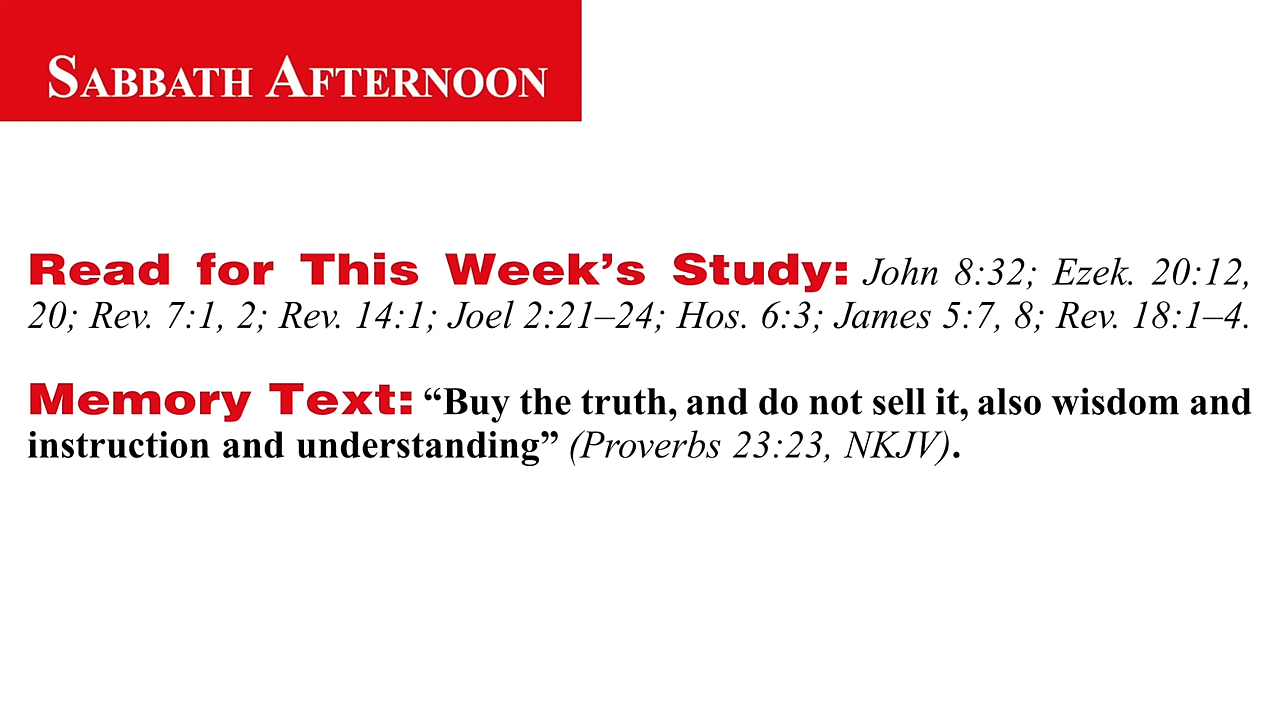 SABBATH AFTERNOON
Read for This Week’s Study: John 8:32; Ezek. 20:12,
20; Rev. 7:1, 2; Rev. 14:1; Joel 2:21–24; Hos. 6:3; James 5:7, 8; Rev. 18:1–4.
Memory Text: “Buy the truth, and do not sell it, also wisdom and
instruction and understanding” (Proverbs 23:23, NKJV).